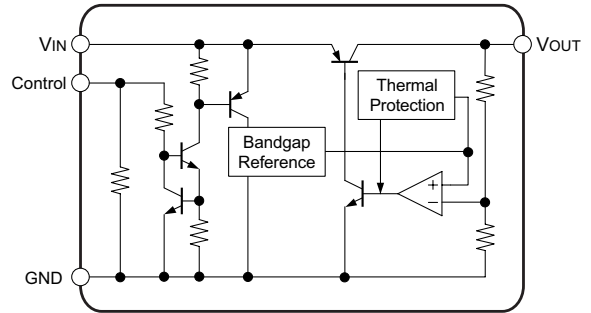 VIN
VOUT
Control
Thermal
Protection
Bandgap
Reference
+
−
GND